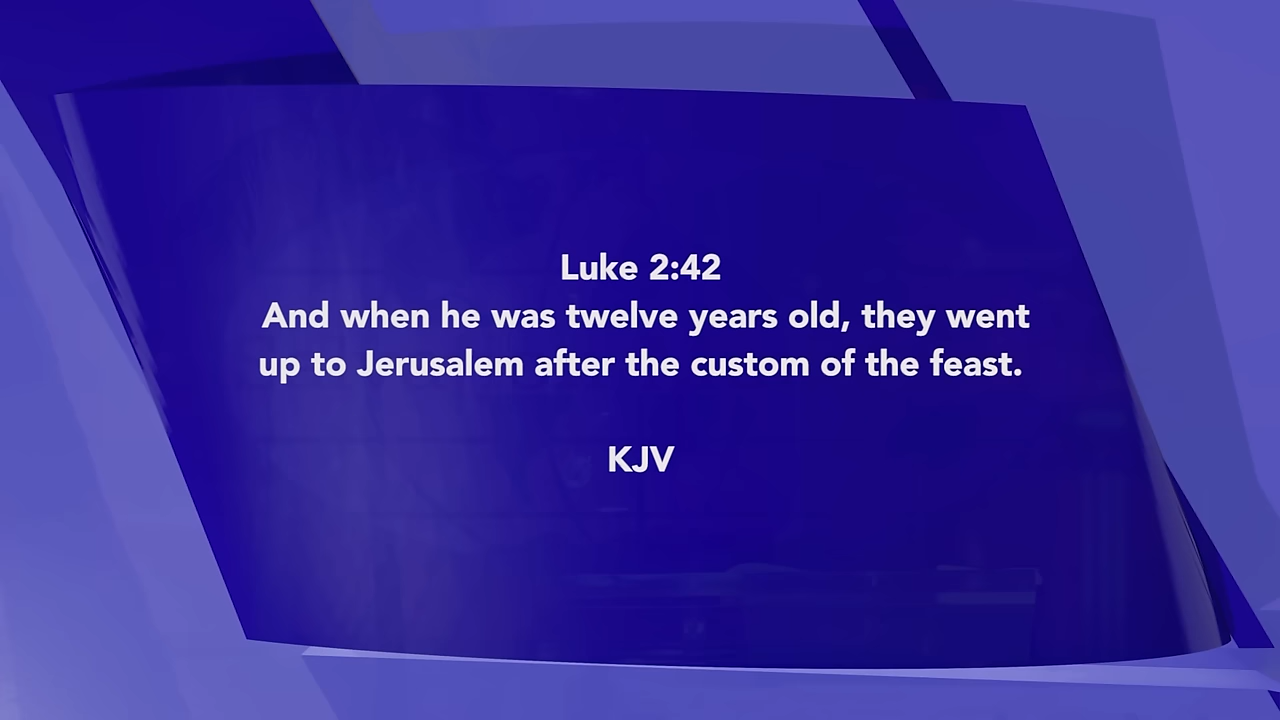 Luke 2:42
And when he was twelve years old, they went
up to Jerusalem after the custom of the feast.
KJV